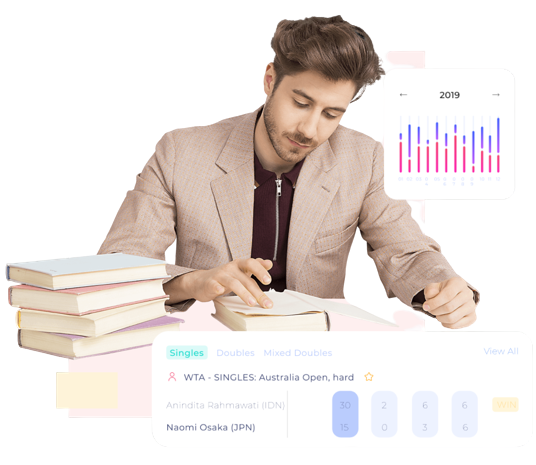 ← 2019 →
Singles Doubles Mixed Doubles View All
WTA - SINGLES: Australia Open, hard
Anindita Rahmawati (IDN) 30 2 6 6 WIN
Naomi Osaka (JPN) 15 0 3 6